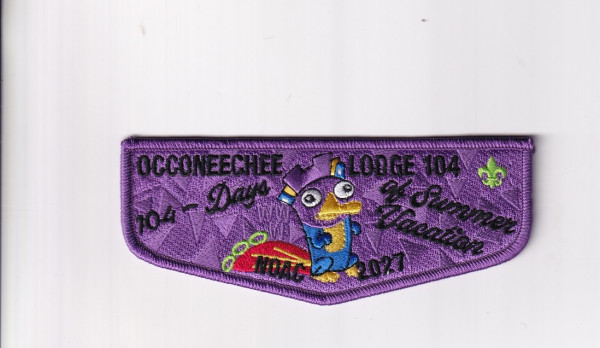 OCCONEECHEE LODGE 104
104 - Days of Summer
Vacation
NOAC 2027